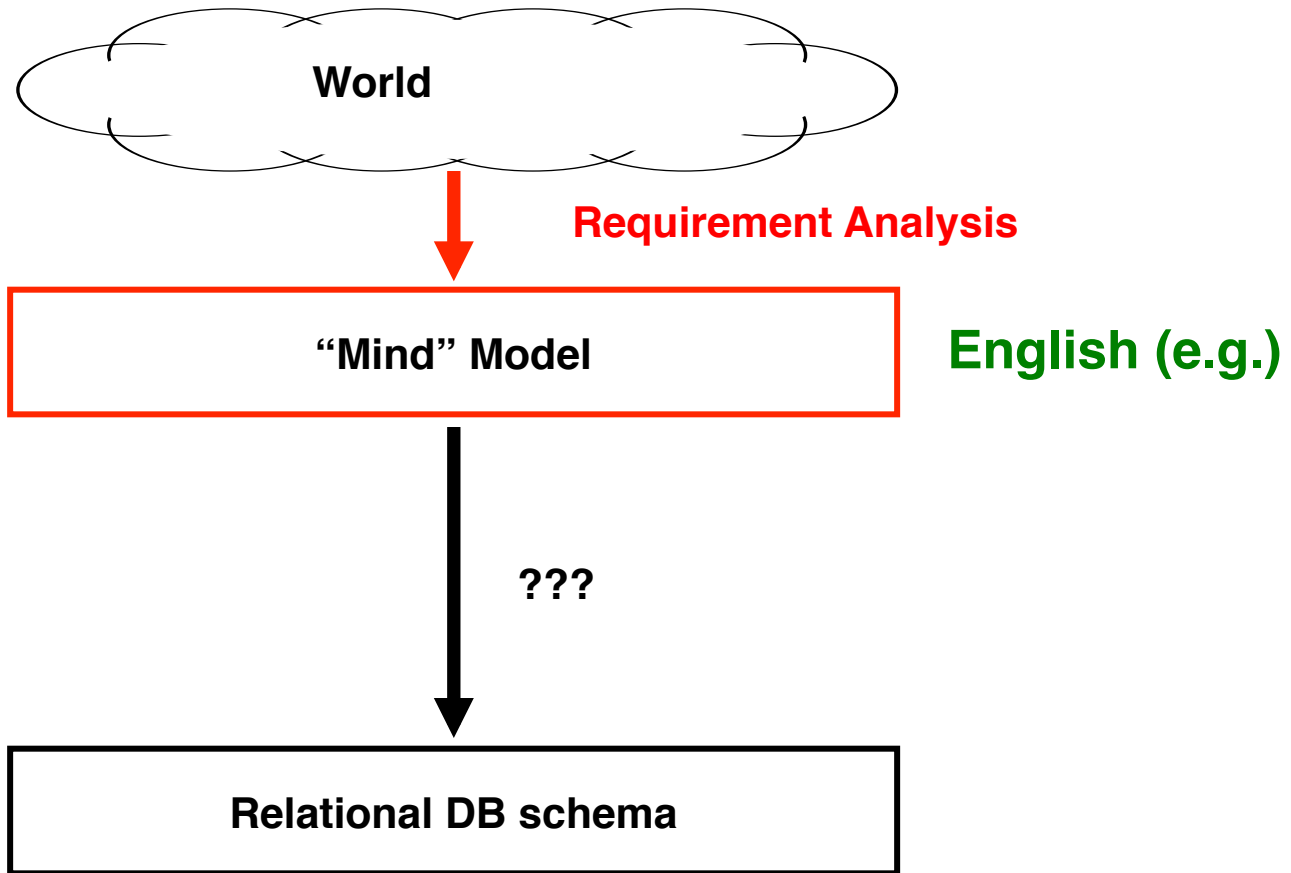 World
Requirement Analysis
“Mind” Model
English (e.g.)
???
Relational DB schema